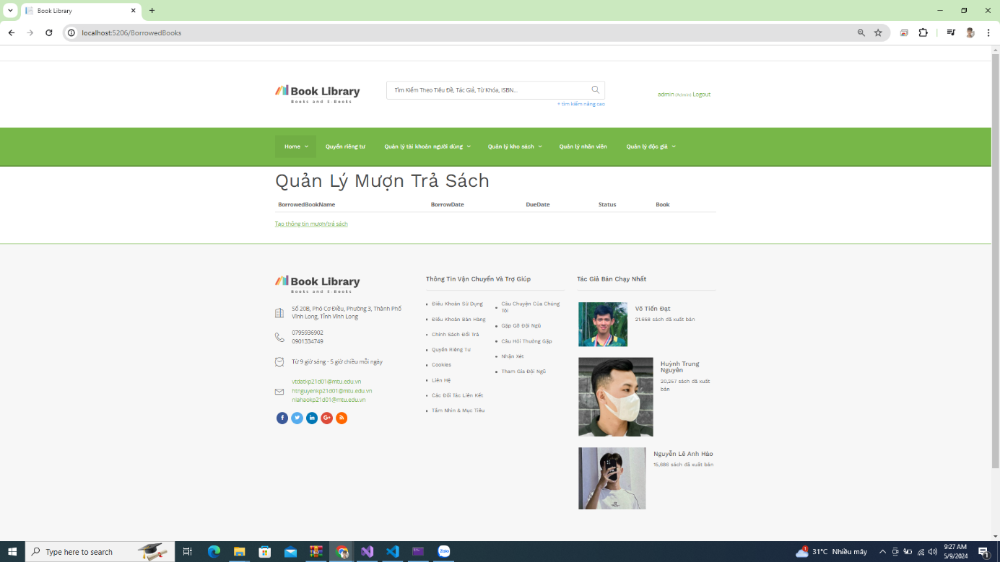 Book Library
localhost:5206/BorrowedBooks
Book Library
Books and E-Books
Tìm Kiếm Theo Tiêu Đề, Tác Giả, Từ Khóa, ISBN...
+ tìm kiếm nâng cao
admin (Admin) Logout
Home
Quyền riêng tư
Quản lý tài khoản người dùng
Quản lý kho sách
Quản lý nhân viên
Quản lý độc giả
Quản Lý Mượn Trả Sách
BorrowedBookName BorrowDate DueDate Status Book
Tạo thông tin mượn/trả sách
Book Library
Books and E-Books
Số 20B, Phó Cơ Điều, Phường 3, Thành Phố
Vĩnh Long, Tỉnh Vĩnh Long
0795936902
0901334749
Từ 9 giờ sáng - 5 giờ chiều mỗi ngày
vtdatkp21d01@mtu.edu.vn
htnguyenkp21d01@mtu.edu.vn
nlahaokp21d01@mtu.edu.vn
Thông Tin Vận Chuyển Và Trợ Giúp
Điều Khoản Sử Dụng
Điều Khoản Bán Hàng
Chính Sách Đổi Trả
Quyền Riêng Tư
Cookies
Liên Hệ
Các Đối Tác Liên Kết
Tầm Nhìn & Mục Tiêu
Câu Chuyện Của Chúng
Tôi
Gặp Gỡ Đội Ngũ
Câu Hỏi Thường Gặp
Nhận Xét
Tham Gia Đội Ngũ
Tác Giả Bán Chạy Nhất
Võ Tiến Đạt
21,658 sách đã xuất bản
Huỳnh Trung
Nguyên
20,257 sách đã xuất
bản
Nguyễn Lê Anh Hào
15,686 sách đã xuất bản
Type here to search
Zalo
1
31°C Nhiều mây
9:27 AM
5/9/2024
1